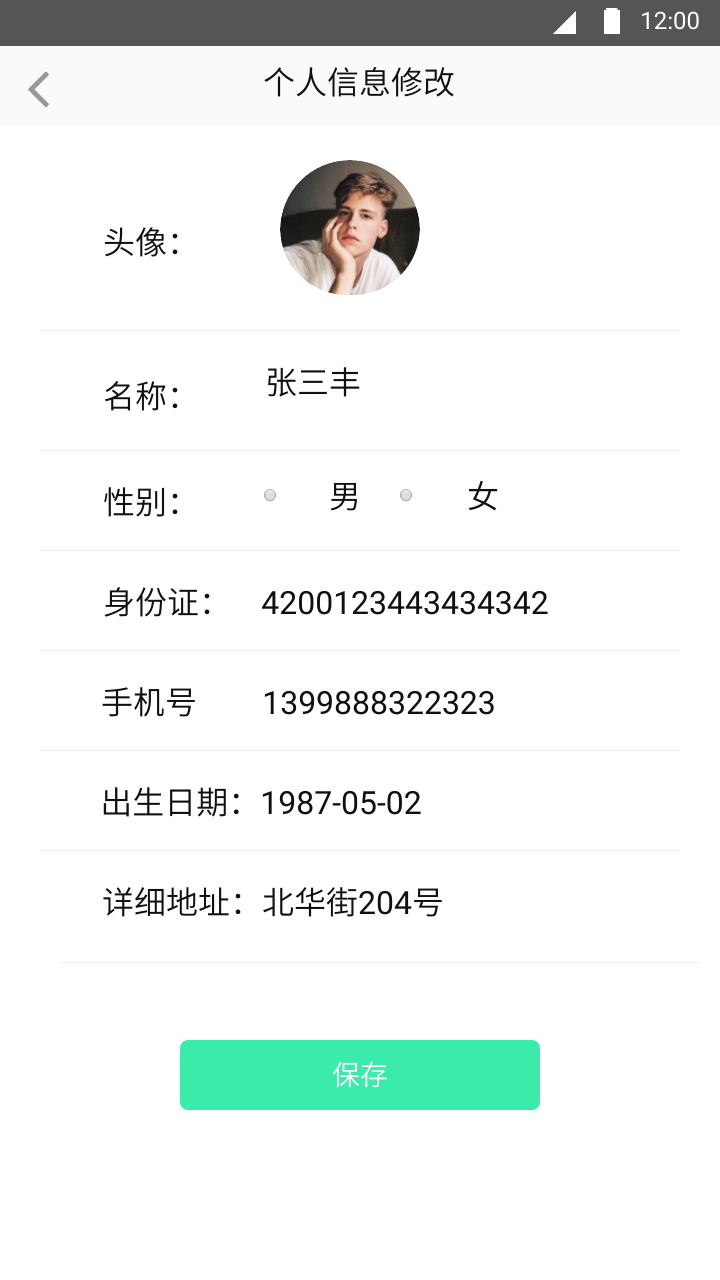 12:00
个人信息修改
头像：
名称： 张三丰
性别： 男 女
身份证： 4200123443434342
手机号 1399888322323
出生日期：1987-05-02
详细地址：北华街204号
保存